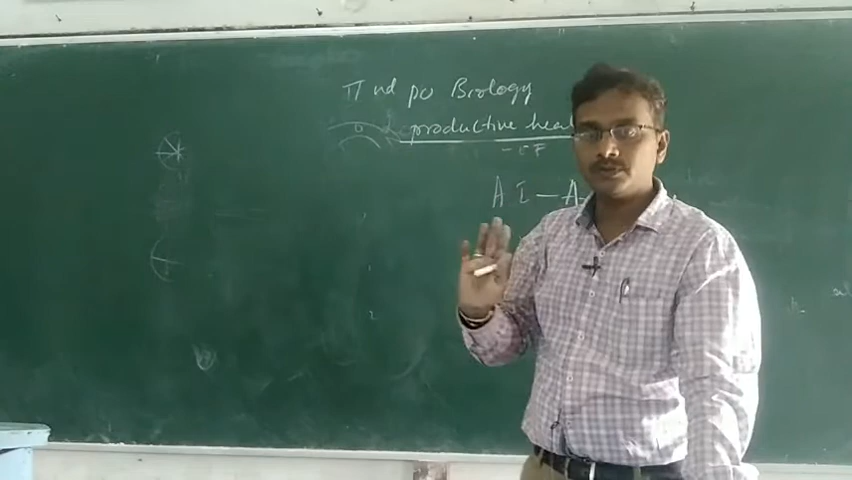 II nd PU Biology
productive heal
AI — A